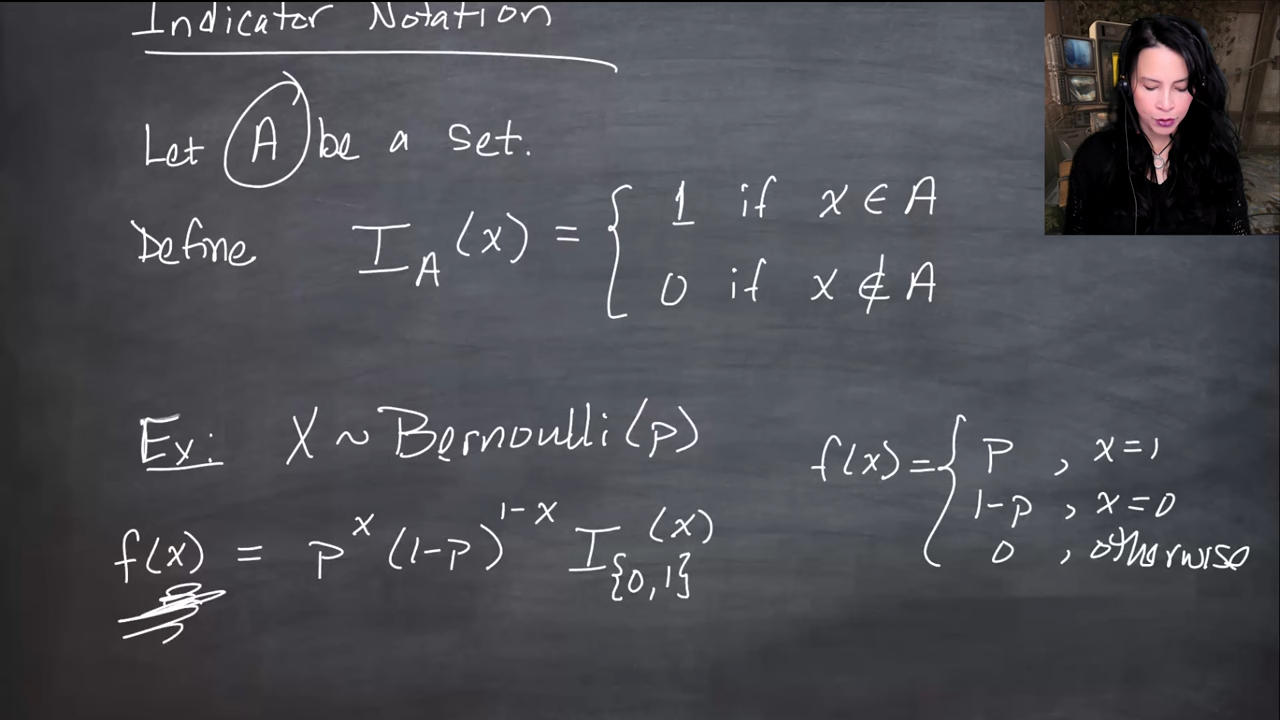 Indicator Notation
Let A be a set.
Define I_A (x) = { 1 if x ∈ A
0 if x ∉ A
Ex: X ~ Bernoulli(p)
f(x) = p^x (1-p)^{1-x} I_{{0,1}} (x)
f(x) = { p , x=1
1-p , x=0
0 , otherwise